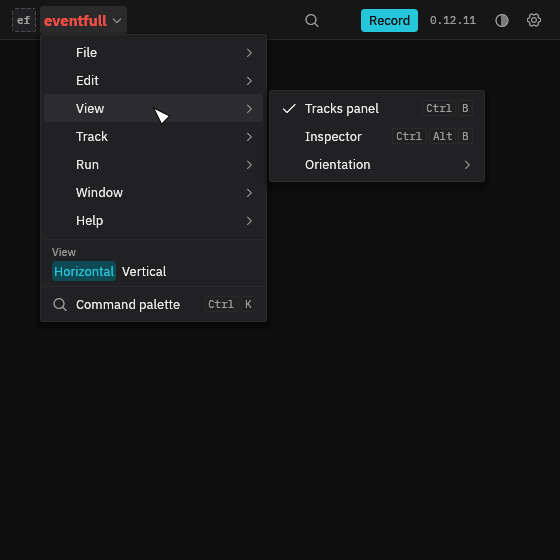 ef eventfull Record 0.12.11
File
Edit
View
Track
Run
Window
Help
View
Horizontal Vertical
Command palette Ctrl K
Tracks panel Ctrl B
Inspector Ctrl Alt B
Orientation